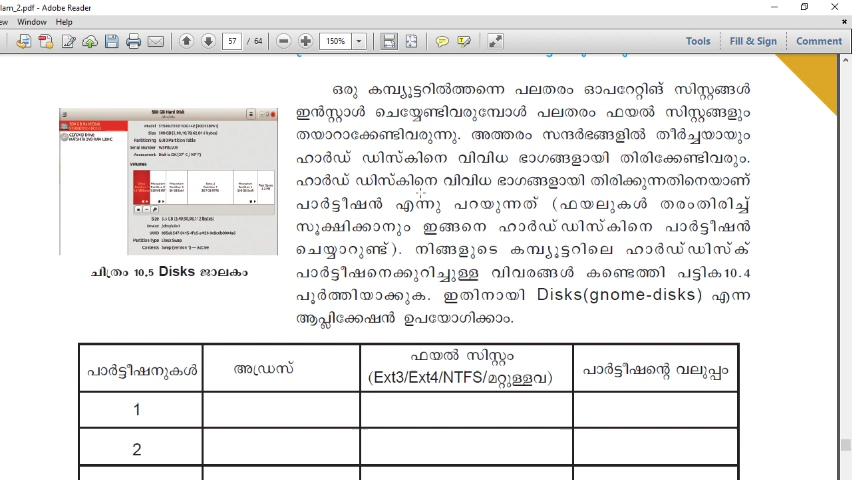 lam_2.pdf - Adobe Reader
Window Help
57 / 64
150%
Tools Fill & Sign Comment
ഒരു കമ്പ്യൂട്ടറിൽത്തന്നെ പലതരം ഓപറേറ്റിങ് സിസ്റ്റങ്ങൾ
ഇൻസ്റ്റാൾ ചെയ്യേണ്ടിവരുമ്പോൾ പലതരം ഫയൽ സിസ്റ്റങ്ങളും
തയാറാക്കേണ്ടിവരുന്നു. അത്തരം സന്ദർഭങ്ങളിൽ തീർച്ചയായും
ഹാർഡ് ഡിസ്കിനെ വിവിധ ഭാഗങ്ങളായി തിരിക്കേണ്ടിവരും.
ഹാർഡ് ഡിസ്കിനെ വിവിധ ഭാഗങ്ങളായി തിരിക്കുന്നതിനെയാണ്
പാർട്ടീഷൻ എന്നു പറയുന്നത് (ഫയലുകൾ തരംതിരിച്ച്
സൂക്ഷിക്കാനും ഇങ്ങനെ ഹാർഡ്ഡിസ്കിനെ പാർട്ടീഷൻ
ചെയ്യാറുണ്ട്). നിങ്ങളുടെ കമ്പ്യൂട്ടറിലെ ഹാർഡ്ഡിസ്ക്
പാർട്ടീഷനെക്കുറിച്ചുള്ള വിവരങ്ങൾ കണ്ടെത്തി പട്ടിക10.4
പൂർത്തിയാക്കുക. ഇതിനായി Disks(gnome-disks) എന്ന
ആപ്ലിക്കേഷൻ ഉപയോഗിക്കാം.
Volumes
ചിത്രം 10.5 Disks ജാലകം
പാർട്ടീഷനുകൾ അഡ്രസ് ഫയൽ സിസ്റ്റം പാർട്ടീഷന്റെ വലുപ്പം
(Ext3/Ext4/NTFS/മറ്റുള്ളവ)
1
2